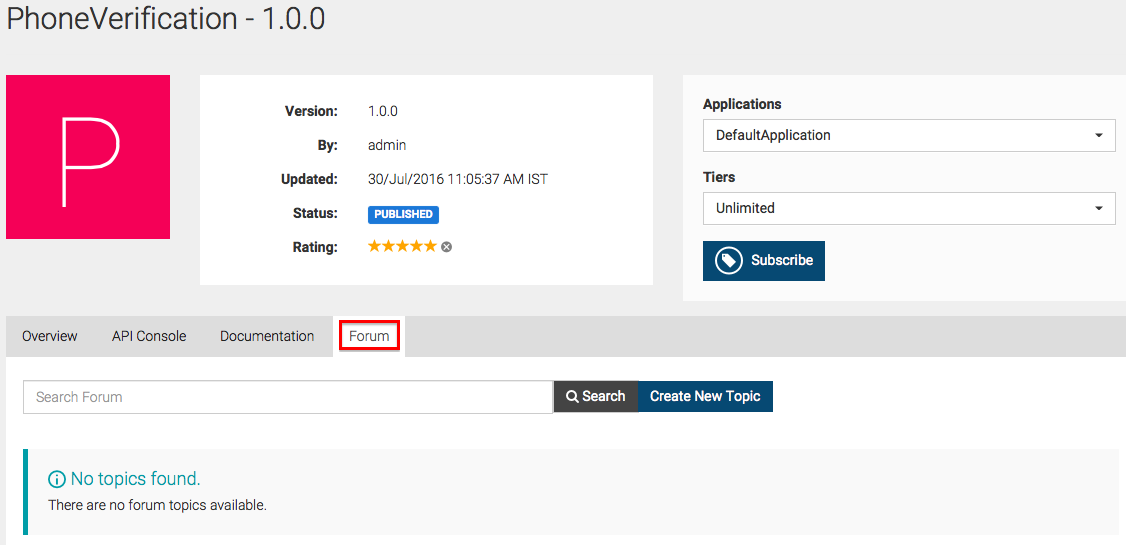 PhoneVerification - 1.0.0
P
Version: 1.0.0
By: admin
Updated: 30/Jul/2016 11:05:37 AM IST
Status: PUBLISHED
Rating:
Applications
DefaultApplication
Tiers
Unlimited
Subscribe
Overview API Console Documentation Forum
Search Forum Search Create New Topic
No topics found.
There are no forum topics available.